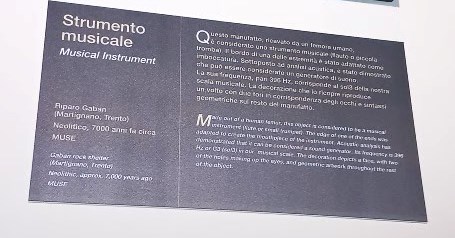 Strumento
musicale
Musical Instrument
Riparo Gaban
(Martignano, Trento)
Neolitico, 7000 anni fa circa
MUSE
Gaban rock shelter
(Martignano, Trento)
Neolithic, approx. 7,000 years ago
MUSE
Questo manufatto, ricavato da un femore umano,
è considerato uno strumento musicale (flauto o piccola
tromba). Il bordo di una delle estremità è stato adattato come
imboccatura. Sottoposto ad analisi acustica, è stato dimostrato
che può essere considerato un generatore di suono.
La sua frequenza, pari 395 Hz, corrisponde al sol3 della nostra
scala musicale. La decorazione che lo ricopre riproduce
un volto con due fori in corrispondenza degli occhi e sintassi
geometriche sul resto del manufatto.
Made out of a human femur, this object is considered to be a musical
instrument (flute or small trumpet). The edge of one of the ends was
adapted to create the mouthpiece of the instrument. Acoustic analysis has
demonstrated that it can be considered a sound generator. Its frequency is 395
Hz or G3 (sol3) in our musical scale. The decoration depicts a face, with two
of the holes making up the eyes, and geometric artwork throughout the rest
of the object.